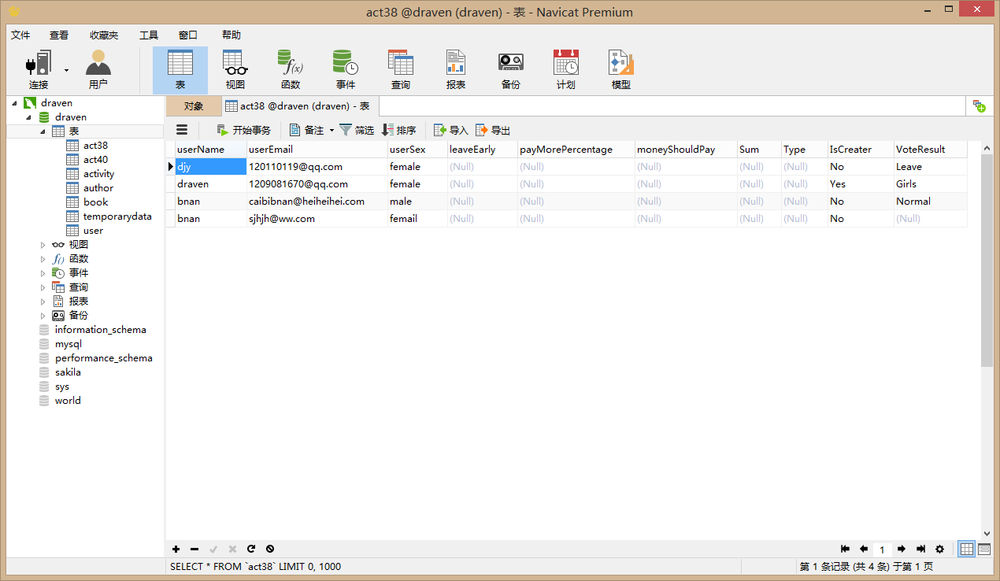 act38 @draven (draven) - 表 - Navicat Premium
文件 查看 收藏夹 工具 窗口 帮助
连接 用户 表 视图 函数 事件 查询 报表 备份 计划 模型
draven
draven
表
act38
act40
activity
author
book
temporarydata
user
视图
函数
事件
查询
报表
备份
information_schema
mysql
performance_schema
sakila
sys
world
对象 act38 @draven (draven) - 表
开始事务 备注 筛选 排序 导入 导出
userName userEmail userSex leaveEarly payMorePercentage moneyShouldPay Sum Type IsCreater VoteResult
djy 120110119@qq.com female (Null) (Null) (Null) (Null) (Null) No Leave
draven 1209081670@qq.com female (Null) (Null) (Null) (Null) (Null) Yes Girls
bnan caibibnan@heiheihei.com male (Null) (Null) (Null) (Null) (Null) No Normal
bnan sjhjh@ww.com femail (Null) (Null) (Null) (Null) (Null) No (Null)
1
SELECT * FROM `act38` LIMIT 0, 1000 第 1 条记录 (共 4 条) 于第 1 页